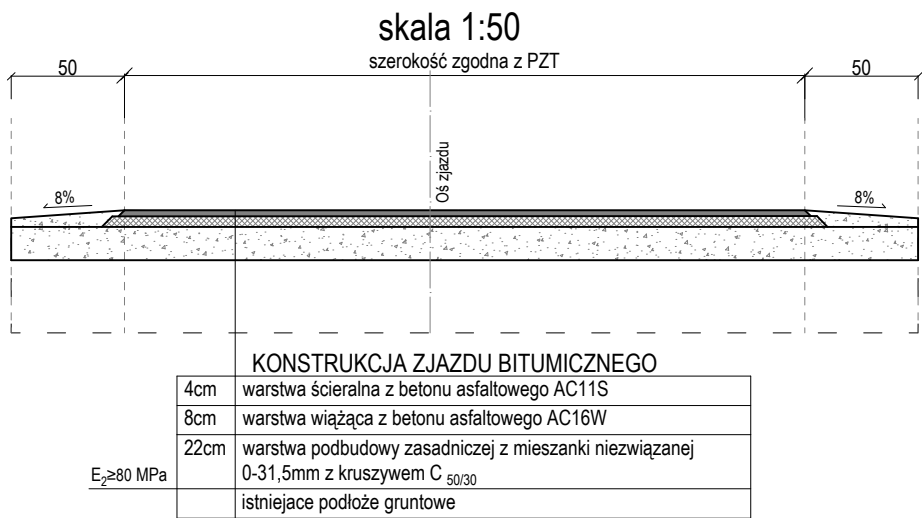 skala 1:50
szerokość zgodna z PZT
50
50
Oś zjazdu
8%
8%
KONSTRUKCJA ZJAZDU BITUMICZNEGO
4cm warstwa ścieralna z betonu asfaltowego AC11S
8cm warstwa wiążąca z betonu asfaltowego AC16W
22cm warstwa podbudowy zasadniczej z mieszanki niezwiązanej
0-31,5mm z kruszywem C 50/30
E2≥80 MPa
istniejace podłoże gruntowe